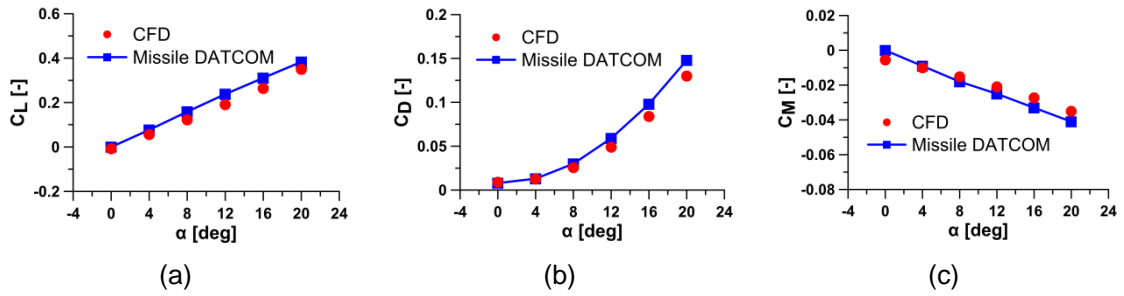 0.6
0.4
0.2
0
-0.2
C_L [-]
CFD
Missile DATCOM
-4 0 4 8 12 16 20 24
α [deg]
(a)
0.2
0.15
0.1
0.05
0
C_D [-]
CFD
Missile DATCOM
-4 0 4 8 12 16 20 24
α [deg]
(b)
0.02
0
-0.02
-0.04
-0.06
-0.08
C_M [-]
CFD
Missile DATCOM
-4 0 4 8 12 16 20 24
α [deg]
(c)